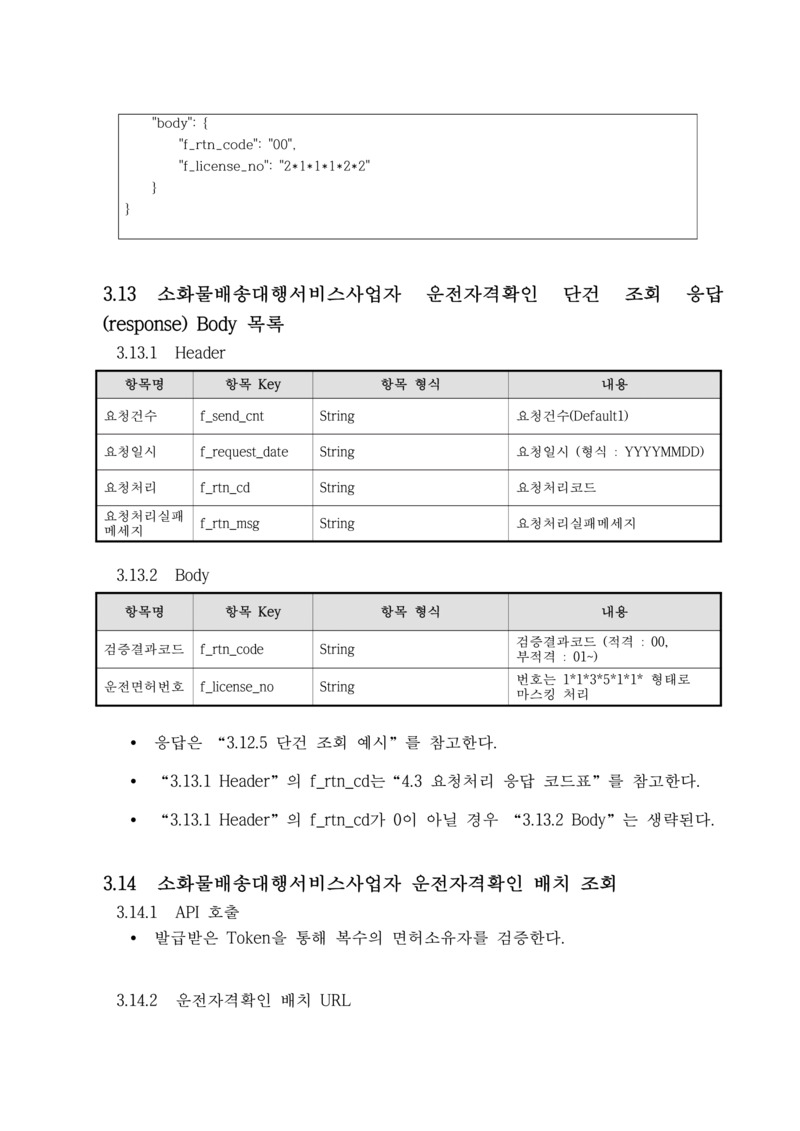 "body": {
"f_rtn_code": "00",
"f_license_no": "2*1*1*1*2*2"
}
}
3.13 소화물배송대행서비스사업자 운전자격확인 단건 조회 응답
(response) Body 목록
3.13.1 Header
항목명 항목 Key 항목 형식 내용
요청건수 f_send_cnt String 요청건수(Default1)
요청일시 f_request_date String 요청일시 (형식 : YYYYMMDD)
요청처리 f_rtn_cd String 요청처리코드
요청처리실패
메세지 f_rtn_msg String 요청처리실패메세지
3.13.2 Body
항목명 항목 Key 항목 형식 내용
검증결과코드 f_rtn_code String 검증결과코드 (적격 : 00,
부적격 : 01~)
운전면허번호 f_license_no String 번호는 1*1*3*5*1*1* 형태로
마스킹 처리
• 응답은 “3.12.5 단건 조회 예시”를 참고한다.
• “3.13.1 Header”의 f_rtn_cd는“4.3 요청처리 응답 코드표”를 참고한다.
• “3.13.1 Header”의 f_rtn_cd가 0이 아닐 경우 “3.13.2 Body”는 생략된다.
3.14 소화물배송대행서비스사업자 운전자격확인 배치 조회
3.14.1 API 호출
• 발급받은 Token을 통해 복수의 면허소유자를 검증한다.
3.14.2 운전자격확인 배치 URL